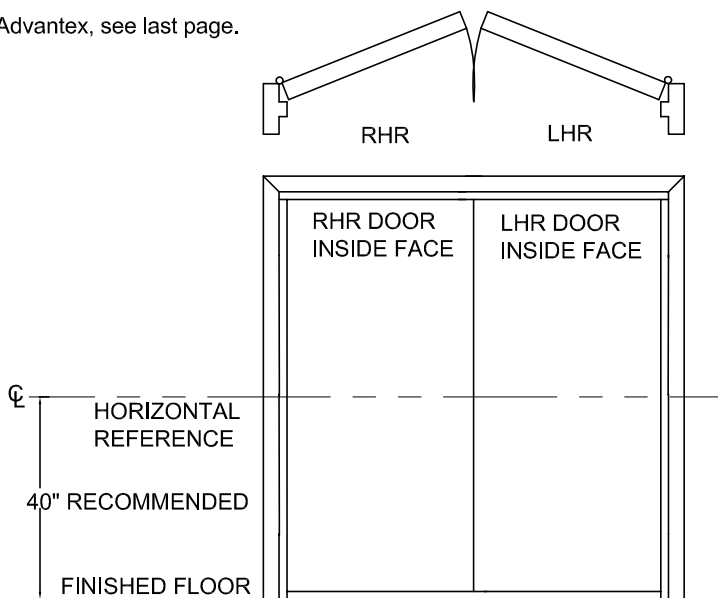 Advantex, see last page.
RHR
LHR
RHR DOOR
INSIDE FACE
LHR DOOR
INSIDE FACE
℄
HORIZONTAL
REFERENCE
40" RECOMMENDED
FINISHED FLOOR